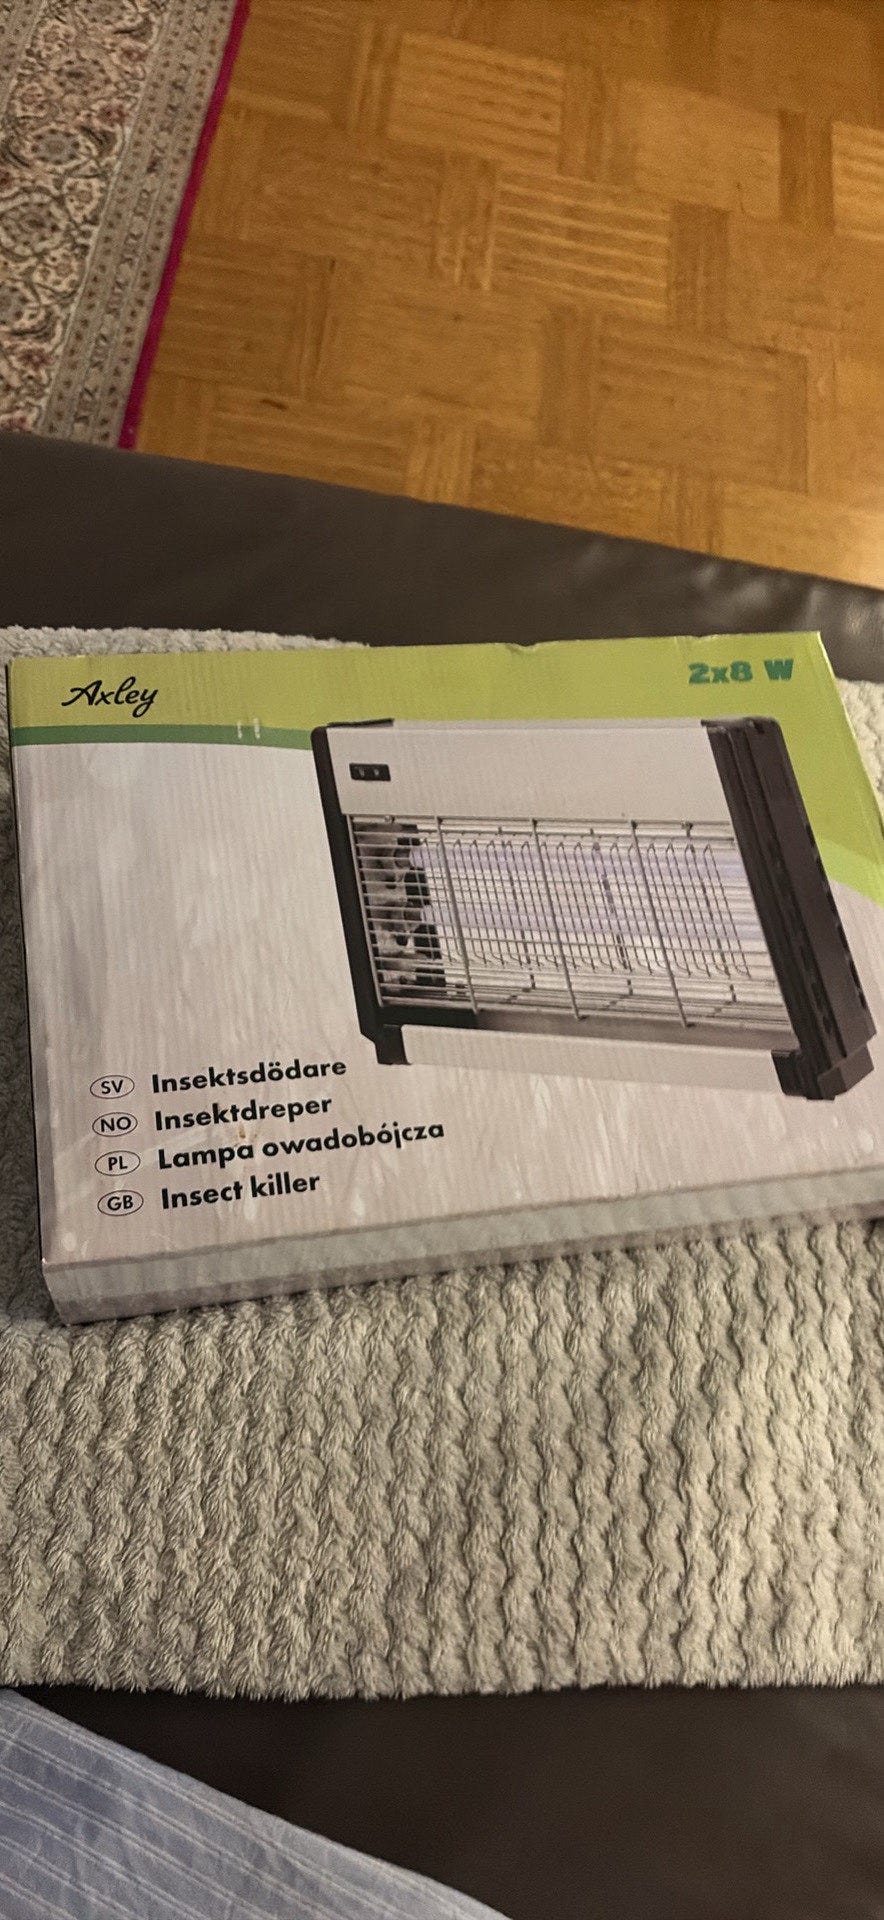 Axley
2x8 W
SV Insektsdödare
NO Insektdreper
PL Lampa owadobójcza
GB Insect killer